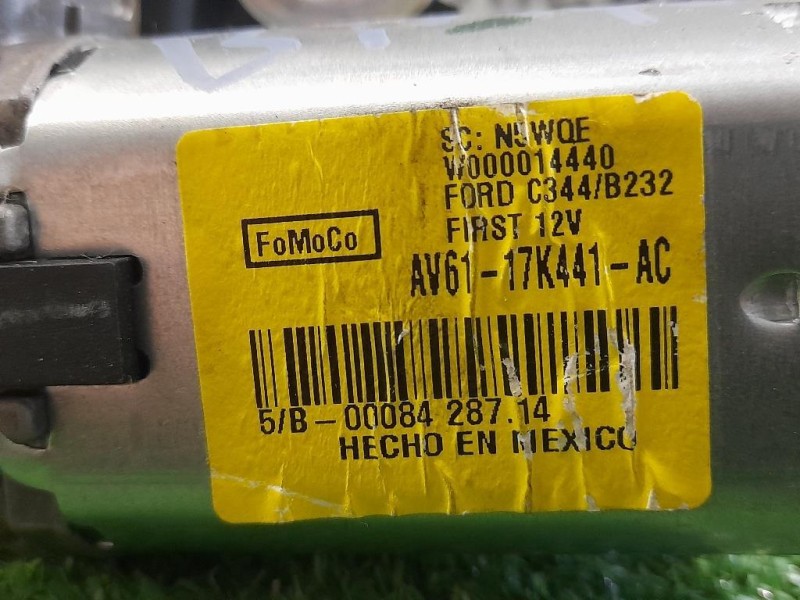 SC: N5WQE
W000014440
FORD C344/B232
FIRST 12V
FoMoCo
AV61-17K441-AC
5/B-00084 287.14
HECHO EN MEXICO